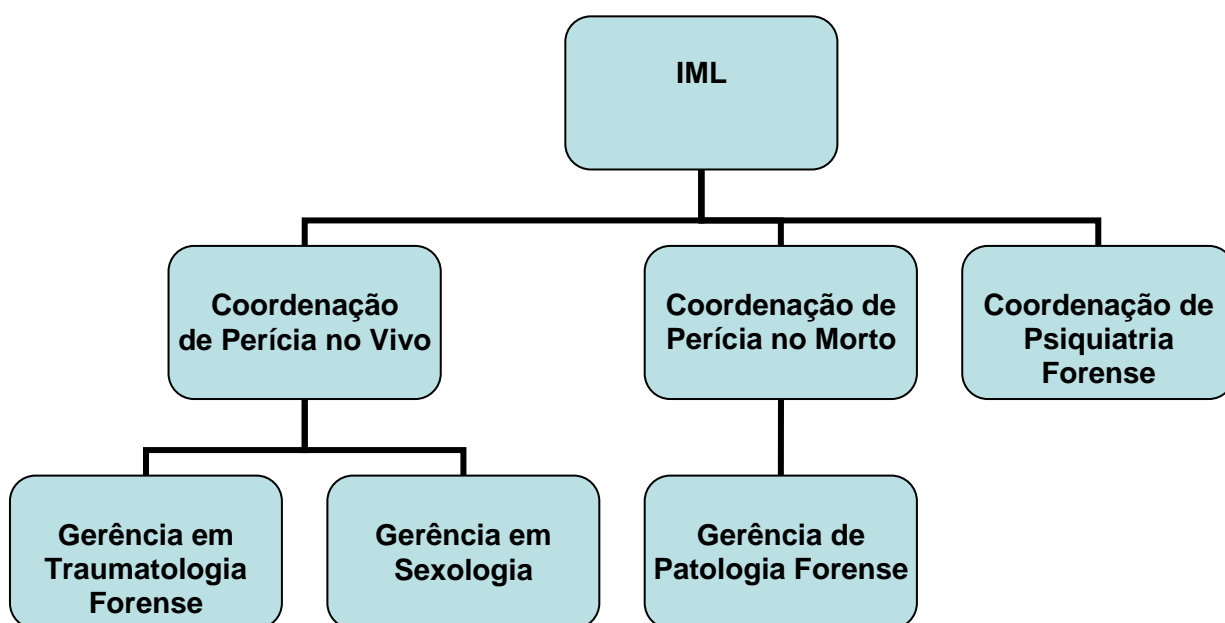 IML
Coordenação
de Perícia no Vivo
Coordenação de
Perícia no Morto
Coordenação de
Psiquiatria
Forense
Gerência em
Traumatologia
Forense
Gerência em
Sexologia
Gerência de
Patologia Forense